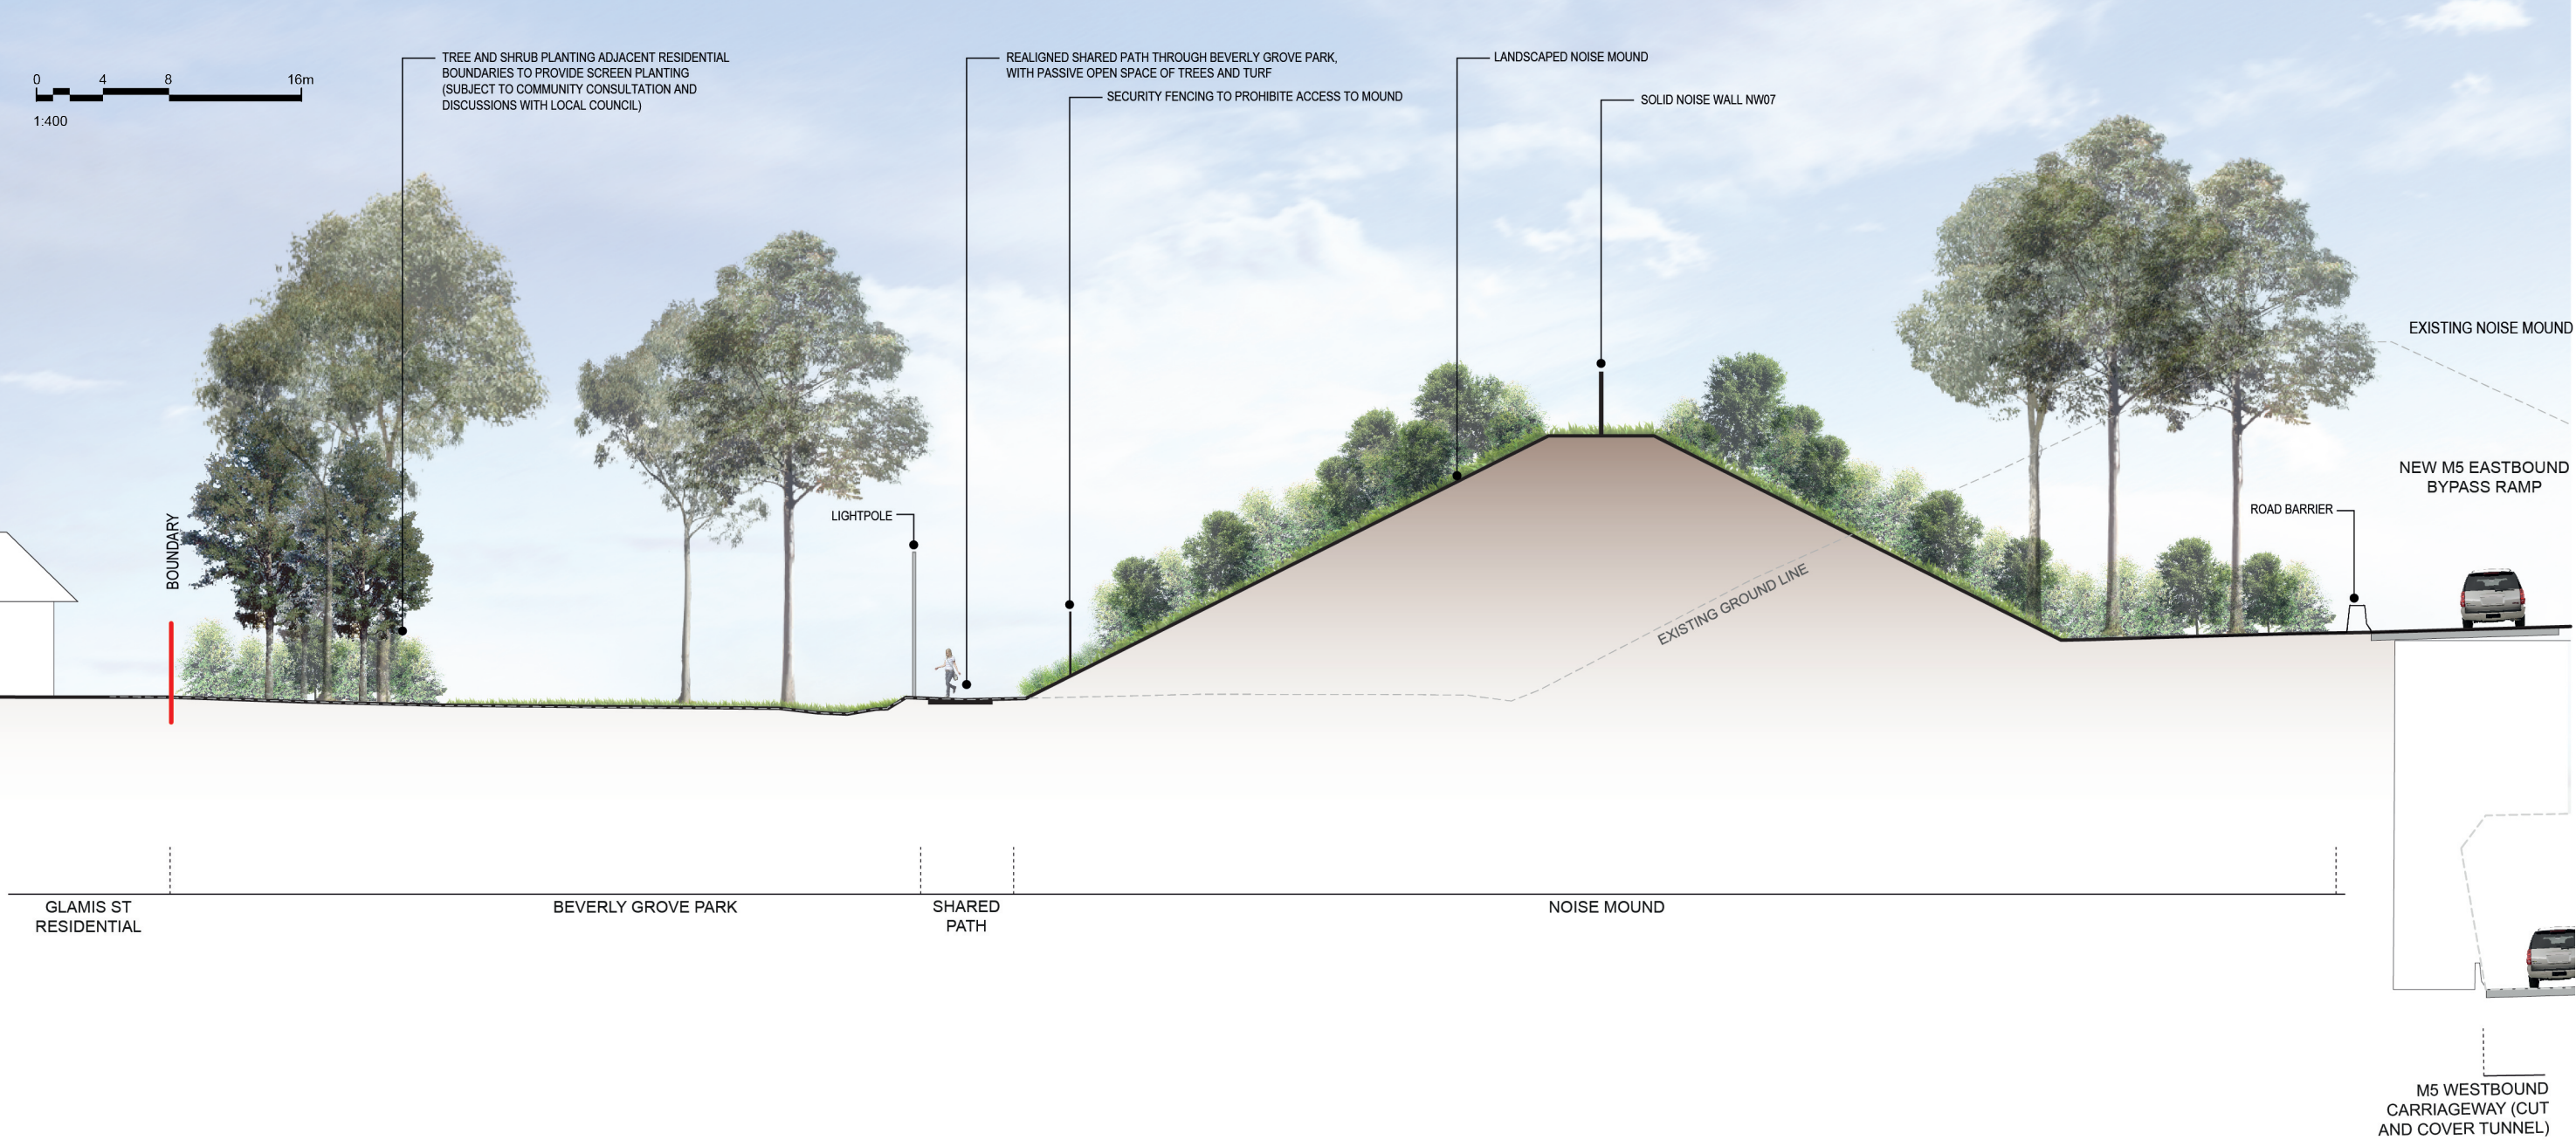 0 4 8 16m
1:400
TREE AND SHRUB PLANTING ADJACENT RESIDENTIAL
BOUNDARIES TO PROVIDE SCREEN PLANTING
(SUBJECT TO COMMUNITY CONSULTATION AND
DISCUSSIONS WITH LOCAL COUNCIL)
REALIGNED SHARED PATH THROUGH BEVERLY GROVE PARK,
WITH PASSIVE OPEN SPACE OF TREES AND TURF
SECURITY FENCING TO PROHIBITE ACCESS TO MOUND
LANDSCAPED NOISE MOUND
SOLID NOISE WALL NW07
EXISTING NOISE MOUND
NEW M5 EASTBOUND
BYPASS RAMP
ROAD BARRIER
LIGHTPOLE
BOUNDARY
EXISTING GROUND LINE
GLAMIS ST
RESIDENTIAL
BEVERLY GROVE PARK
SHARED
PATH
NOISE MOUND
M5 WESTBOUND
CARRIAGEWAY (CUT
AND COVER TUNNEL)